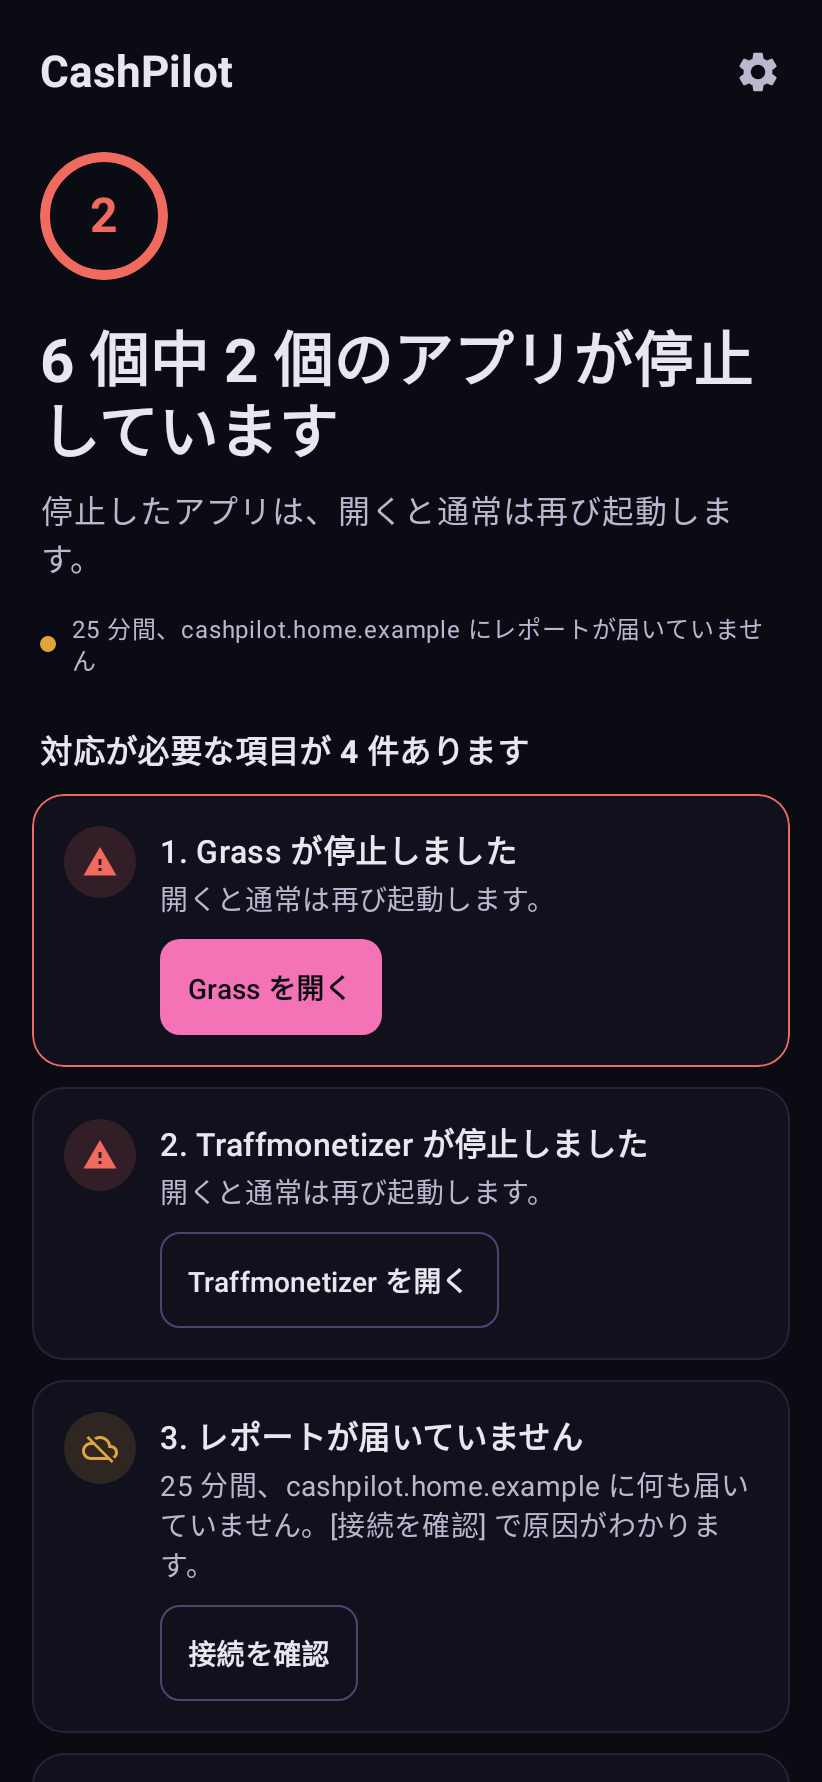 CashPilot
2
6 個中 2 個のアプリが停止
しています
停止したアプリは、開くと通常は再び起動しま
す。
25 分間、cashpilot.home.example にレポートが届いていませ
ん
対応が必要な項目が 4 件あります
1. Grass が停止しました
開くと通常は再び起動します。
Grass を開く
2. Traffmonetizer が停止しました
開くと通常は再び起動します。
Traffmonetizer を開く
3. レポートが届いていません
25 分間、cashpilot.home.example に何も届い
ていません。[接続を確認] で原因がわかりま
す。
接続を確認